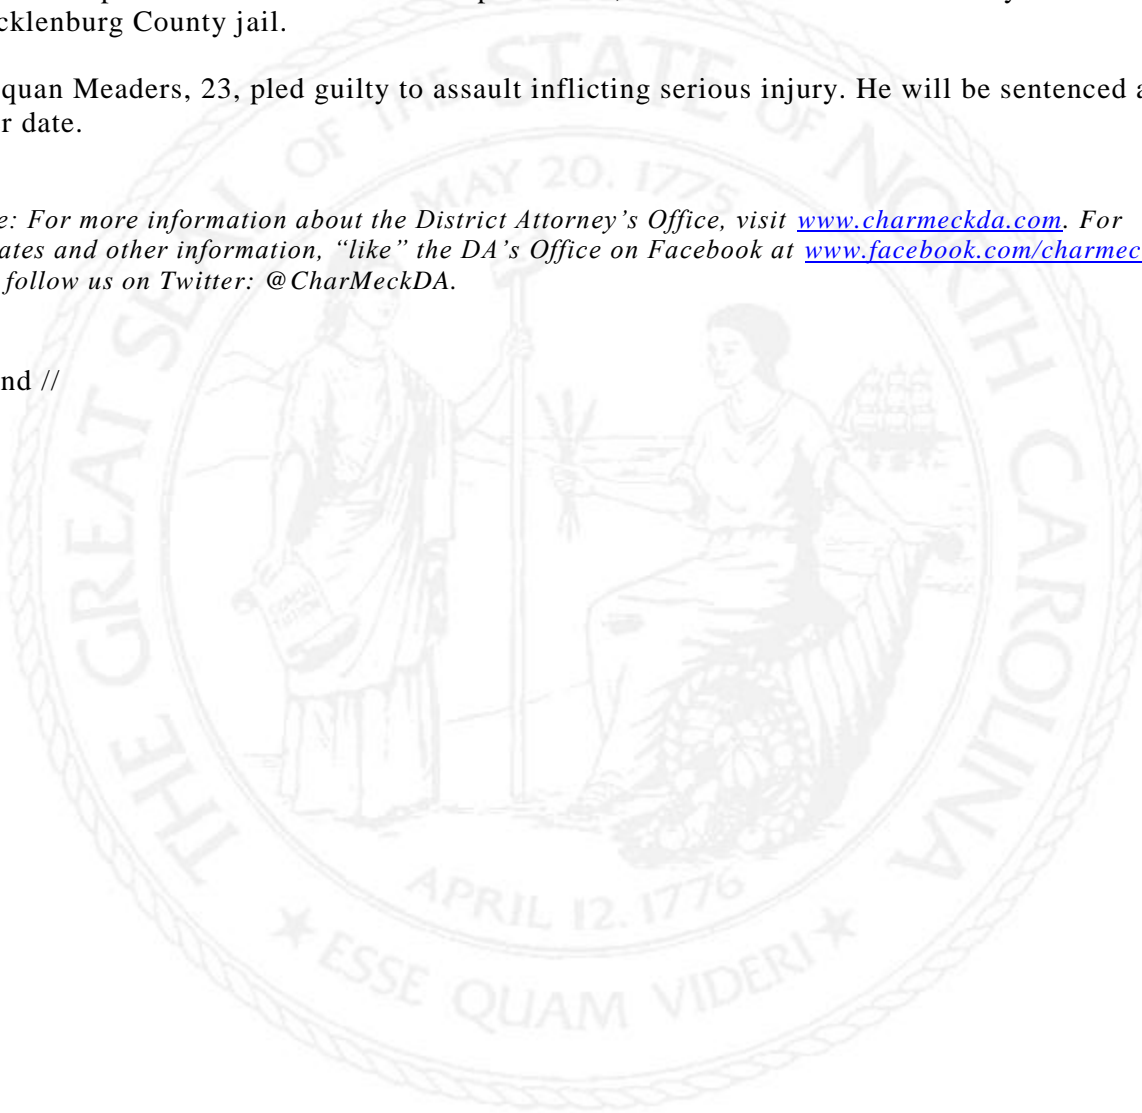 cklenburg County jail.
quan Meaders, 23, pled guilty to assault inflicting serious injury. He will be sentenced a
r date.
e: For more information about the District Attorney’s Office, visit www.charmeckda.com. For
ates and other information, “like” the DA’s Office on Facebook at www.facebook.com/charmec
follow us on Twitter: @CharMeckDA.
nd //
THE GREAT SEAL OF THE STATE OF NORTH CAROLINA
MAY 20, 1775
CONSTI
TUTION
APRIL 12, 1776
★ ESSE QUAM VIDERI ★